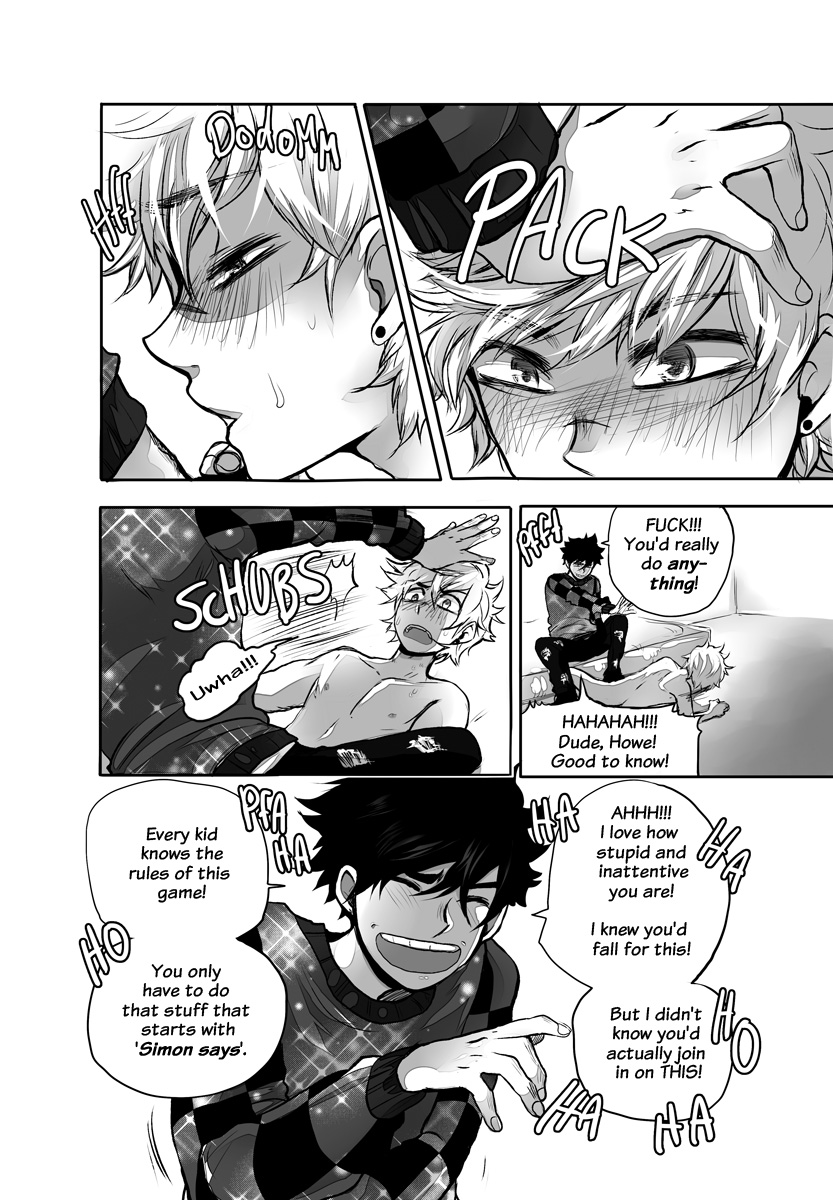 DodoMM
Hff
PACK
SCHUBS
Uwha!!!
Pfff
FUCK!!!
You'd really
do any-
thing!
HAHAHAH!!!
Dude, Howe!
Good to know!
PFA
HA
Every kid
knows the
rules of this
game!
HO
You only
have to do
that stuff that
starts with
'Simon says'.
HA
AHHH!!!
I love how
stupid and
inattentive
you are!
HA
I knew you'd
fall for this!
But I didn't
know you'd
actually join
in on THIS!
HO
HA
HA